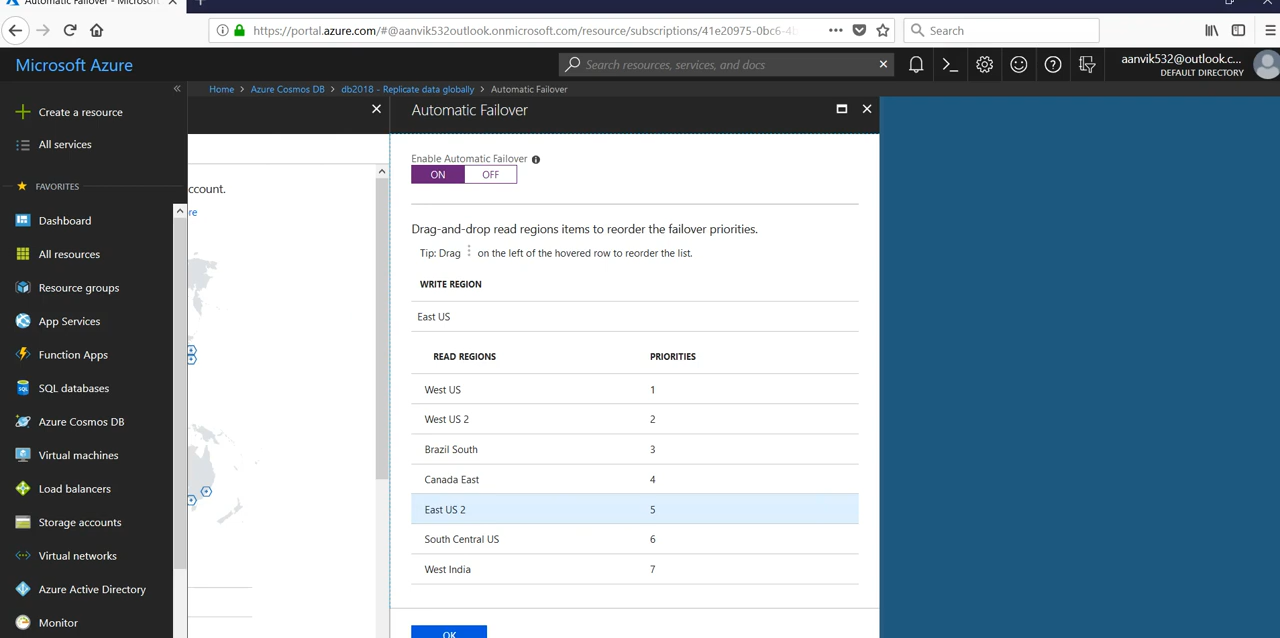 Automatic Failover - Microsoft
https://portal.azure.com/#@aanvik532outlook.onmicrosoft.com/resource/subscriptions/41e20975-0bc6-4
Search
Microsoft Azure
Search resources, services, and docs
aanvik532@outlook.c...
DEFAULT DIRECTORY
Home > Azure Cosmos DB > db2018 - Replicate data globally > Automatic Failover
Create a resource
All services
FAVORITES
Dashboard
All resources
Resource groups
App Services
Function Apps
SQL databases
Azure Cosmos DB
Virtual machines
Load balancers
Storage accounts
Virtual networks
Azure Active Directory
Monitor
ccount.
re
Automatic Failover
Enable Automatic Failover
ON OFF
Drag-and-drop read regions items to reorder the failover priorities.
Tip: Drag ⋮ on the left of the hovered row to reorder the list.
WRITE REGION
East US
READ REGIONS PRIORITIES
West US 1
West US 2 2
Brazil South 3
Canada East 4
East US 2 5
South Central US 6
West India 7
OK